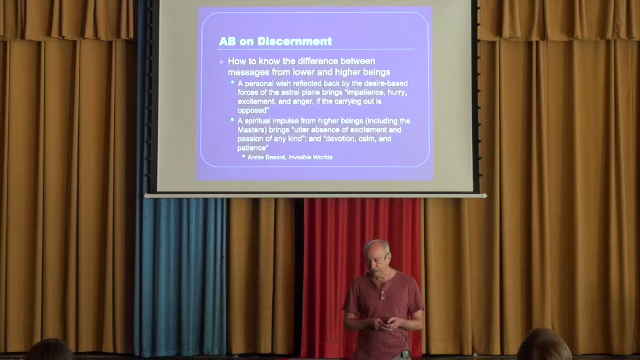 AB on Discernment
How to know the difference between
messages from lower and higher beings
A personal wish reflected back by the desire-based
forces of the astral plane brings "impatience, hurry,
excitement, and anger, if the carrying out is
opposed"
A spiritual impulse from higher beings (including the
Masters) brings "utter absence of excitement and
passion of any kind"; and "devotion, calm, and
patience"
Annie Besant, Invisible Worlds